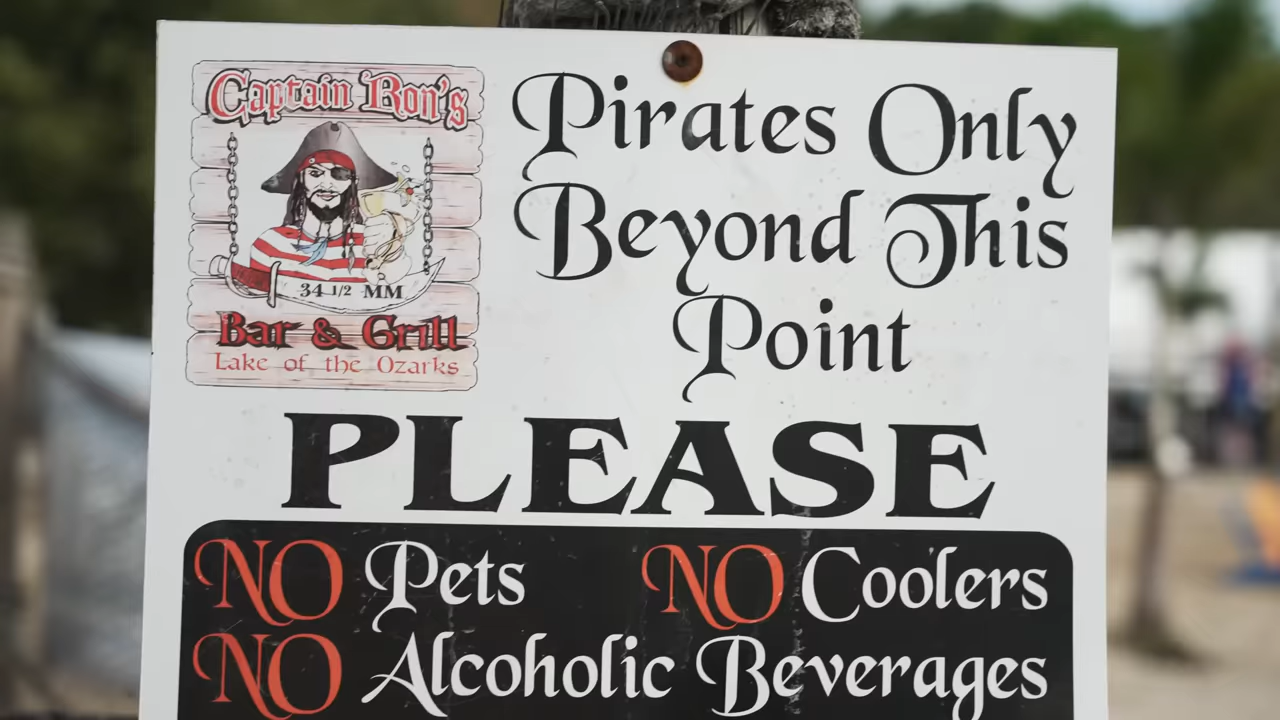 Captain Ron's
34 1/2 MM
Bar & Grill
Lake of the Ozarks
Pirates Only
Beyond This
Point
PLEASE
NO Pets NO Coolers
NO Alcoholic Beverages